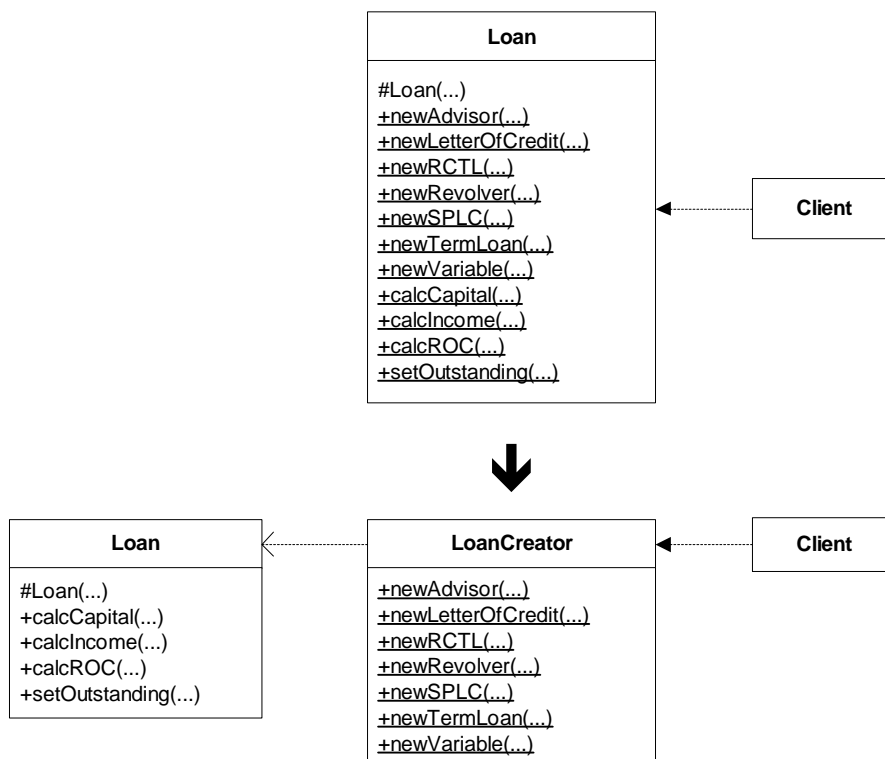 Loan
#Loan(...)
+newAdvisor(...)
+newLetterOfCredit(...)
+newRCTL(...)
+newRevolver(...)
+newSPLC(...)
+newTermLoan(...)
+newVariable(...)
+calcCapital(...)
+calcIncome(...)
+calcROC(...)
+setOutstanding(...)
Client
Loan
#Loan(...)
+calcCapital(...)
+calcIncome(...)
+calcROC(...)
+setOutstanding(...)
LoanCreator
+newAdvisor(...)
+newLetterOfCredit(...)
+newRCTL(...)
+newRevolver(...)
+newSPLC(...)
+newTermLoan(...)
+newVariable(...)
Client